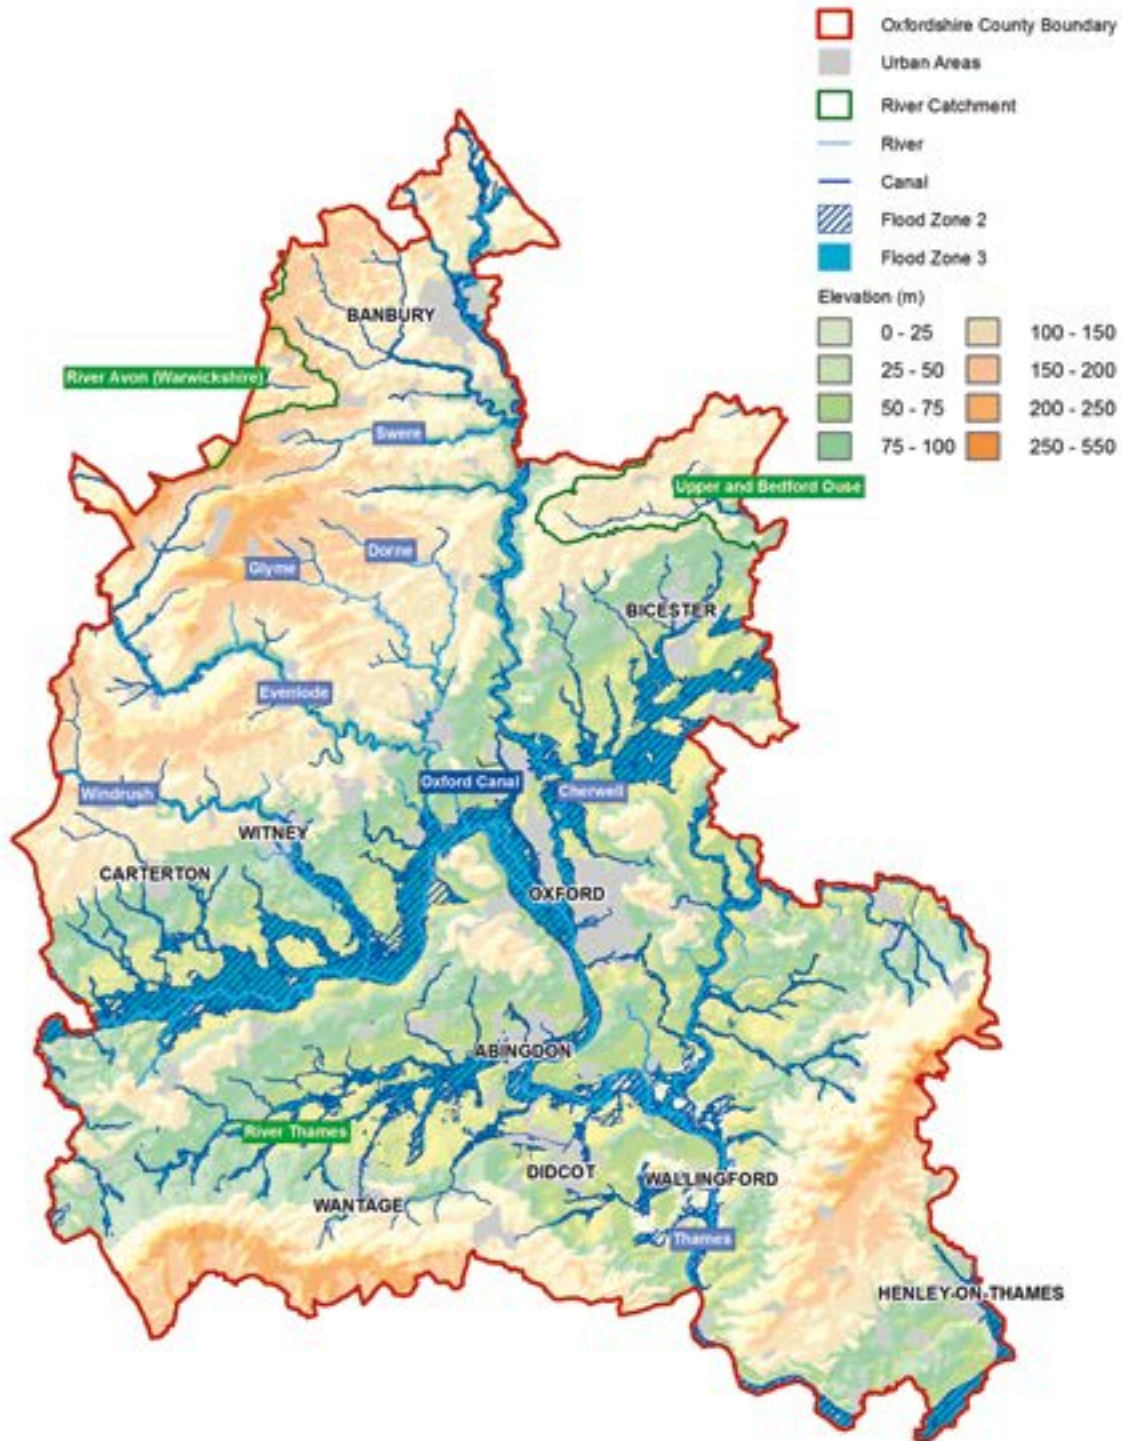 Oxfordshire County Boundary
Urban Areas
River Catchment
River
Canal
Flood Zone 2
Flood Zone 3
Elevation (m)
0 - 25
100 - 150
25 - 50
150 - 200
50 - 75
200 - 250
75 - 100
250 - 550
BANBURY
River Avon (Warwickshire)
Swere
Upper and Bedford Ouse
Dorne
Glyme
BICESTER
Evenlode
Oxford Canal
Windrush
Cherwell
WITNEY
CARTERTON
OXFORD
ABINGDON
River Thames
DIDCOT
WALLINGFORD
WANTAGE
Thames
HENLEY-ON-THAMES